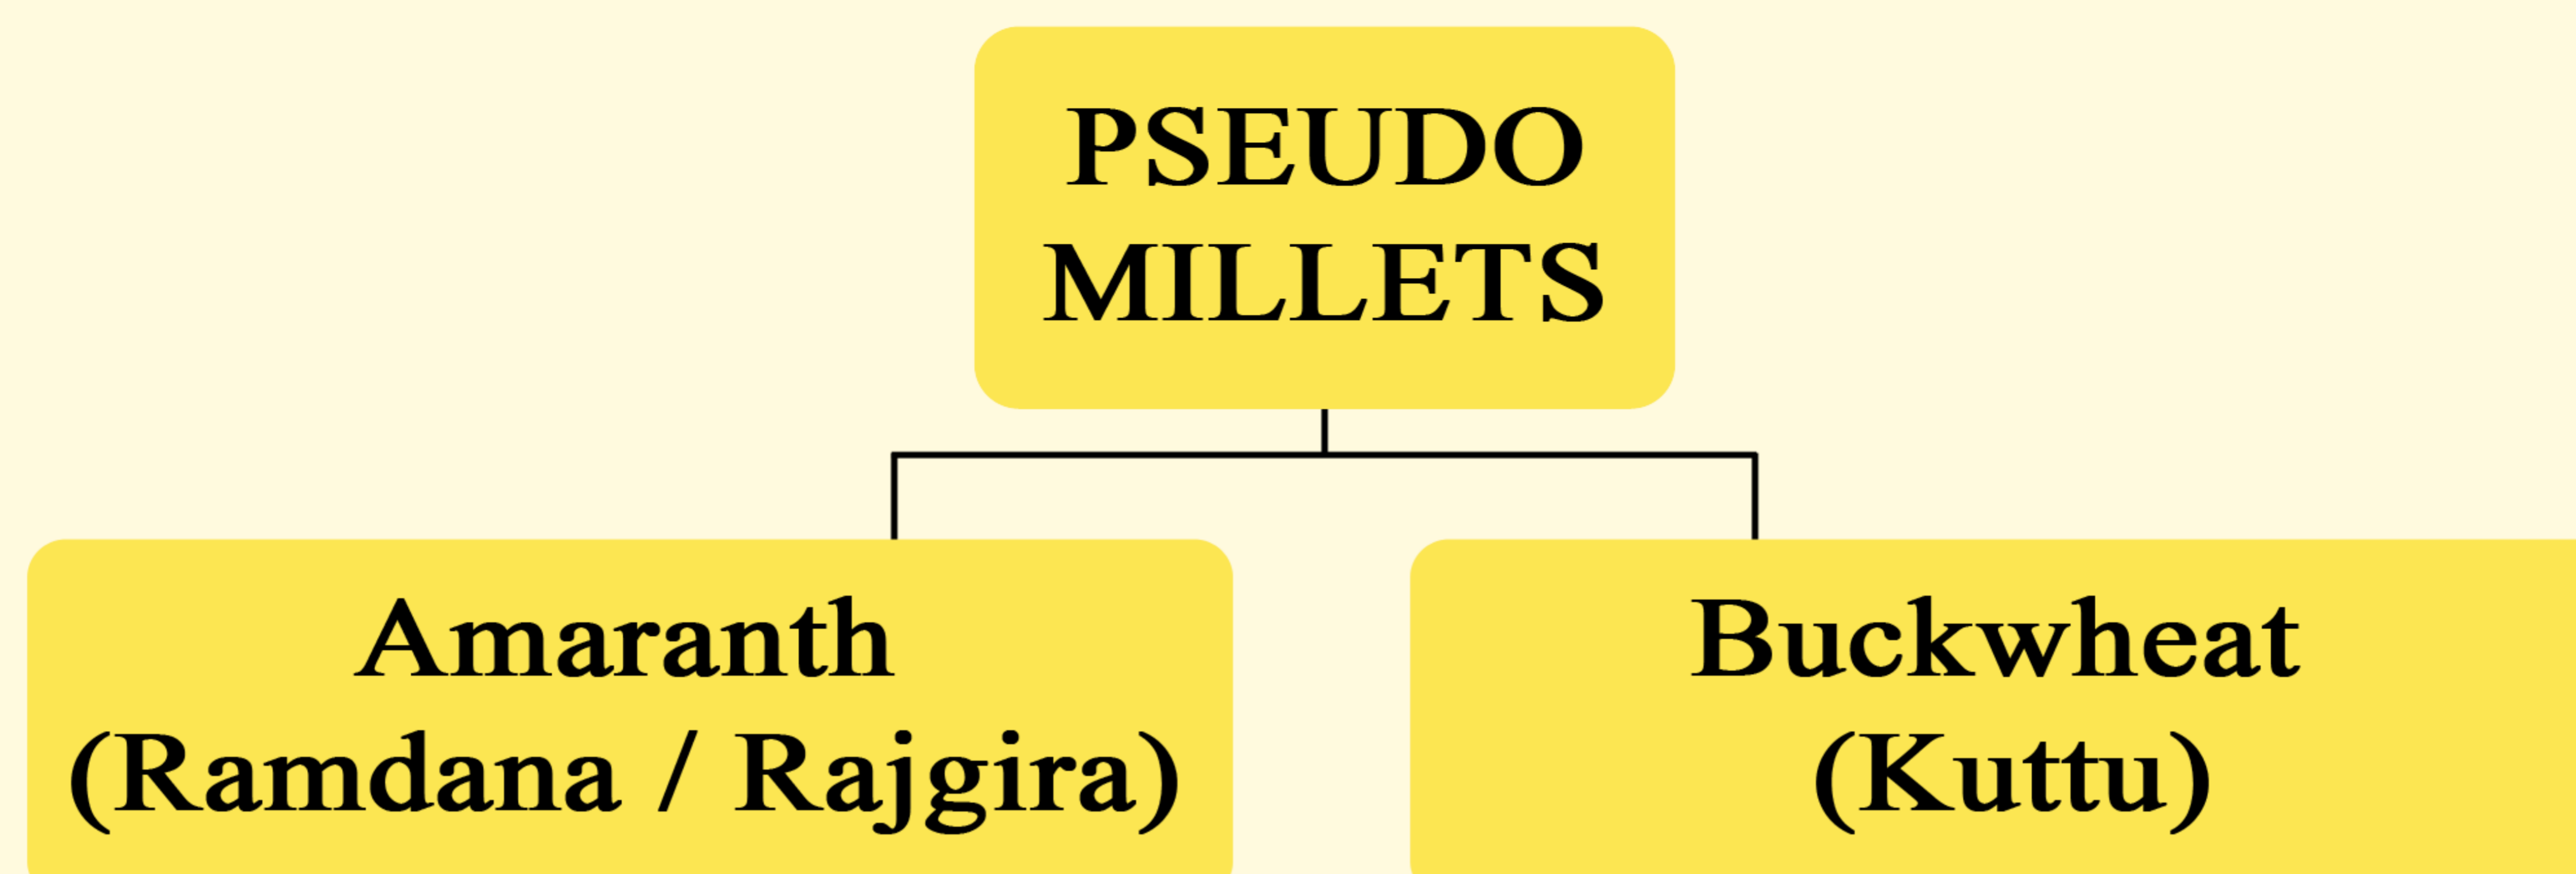 PSEUDO
MILLETS
Amaranth
(Ramdana / Rajgira)
Buckwheat
(Kuttu)